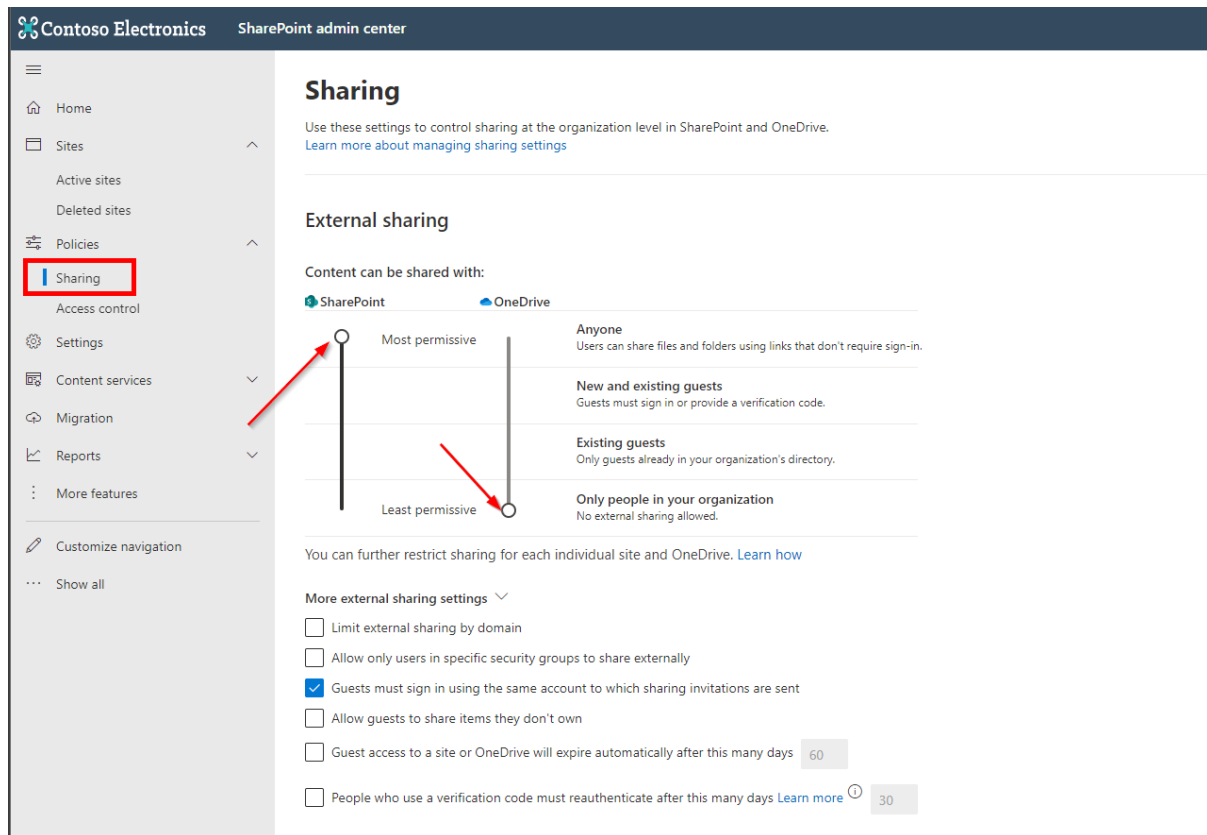 Contoso Electronics SharePoint admin center
Home
Sites
Active sites
Deleted sites
Policies
Sharing
Access control
Settings
Content services
Migration
Reports
More features
Customize navigation
Show all
Sharing
Use these settings to control sharing at the organization level in SharePoint and OneDrive.
Learn more about managing sharing settings
External sharing
Content can be shared with:
SharePoint OneDrive
Most permissive
Anyone
Users can share files and folders using links that don't require sign-in.
New and existing guests
Guests must sign in or provide a verification code.
Existing guests
Only guests already in your organization's directory.
Least permissive
Only people in your organization
No external sharing allowed.
You can further restrict sharing for each individual site and OneDrive. Learn how
More external sharing settings
Limit external sharing by domain
Allow only users in specific security groups to share externally
Guests must sign in using the same account to which sharing invitations are sent
Allow guests to share items they don't own
Guest access to a site or OneDrive will expire automatically after this many days 60
People who use a verification code must reauthenticate after this many days Learn more 30